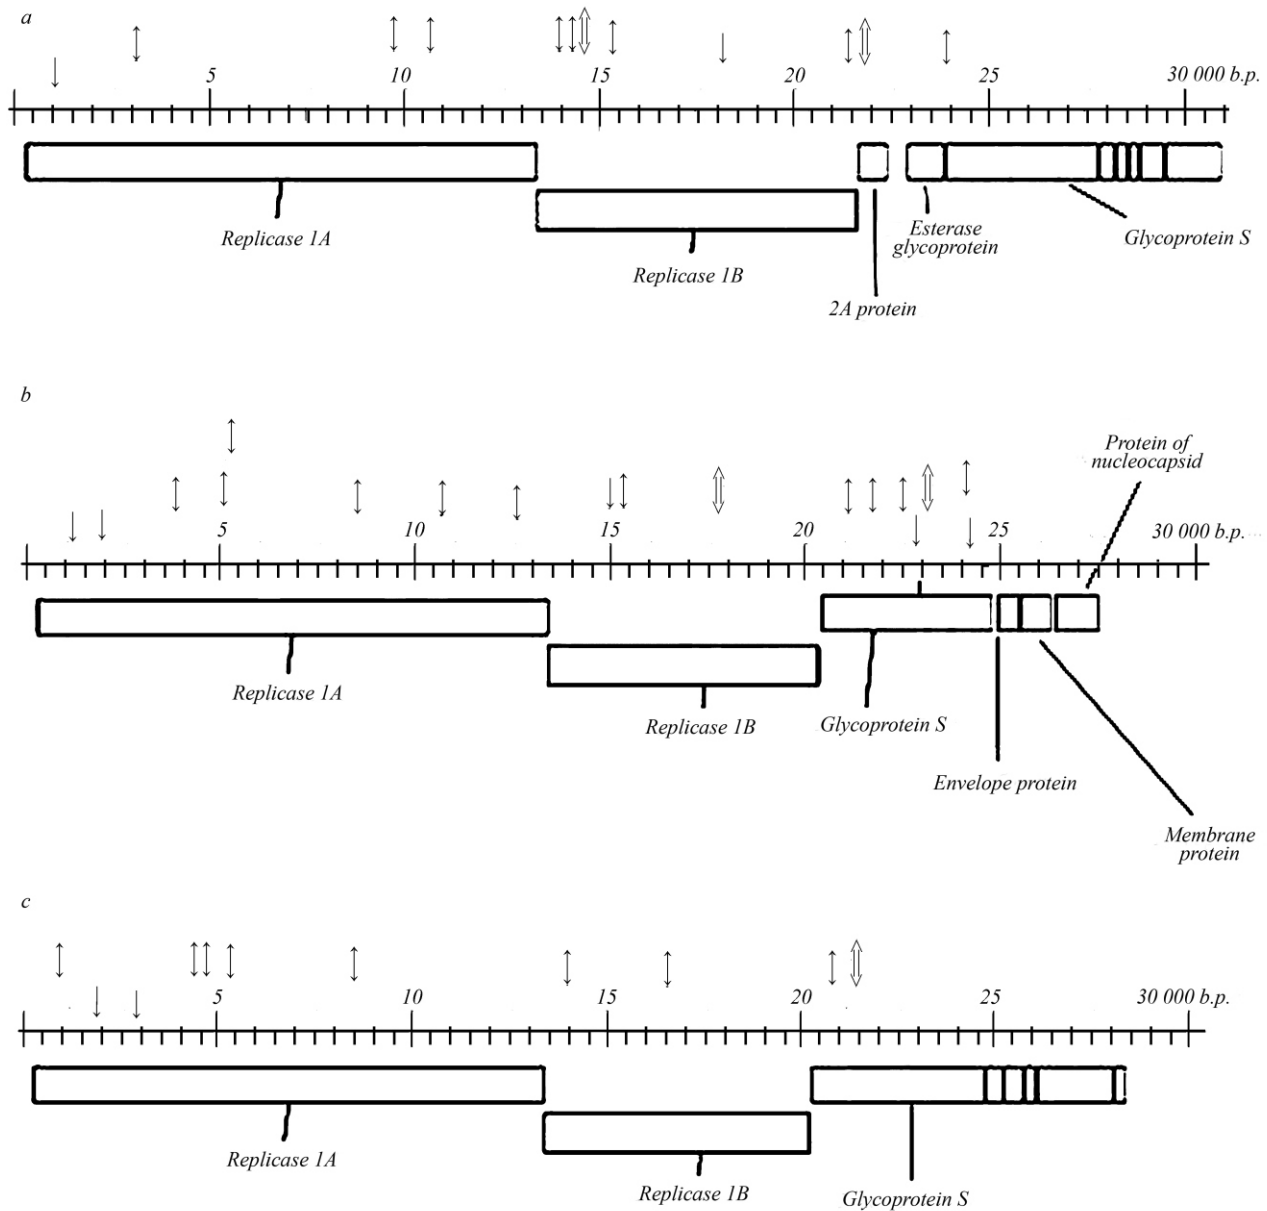 a
5 10 15 20 25 30 000 b.p.
Replicase 1A
Replicase 1B
2A protein
Esterase
glycoprotein
Glycoprotein S
b
Protein of
nucleocapsid
5 10 15 20 25 30 000 b.p.
Replicase 1A
Replicase 1B
Glycoprotein S
Envelope protein
Membrane
protein
c
5 10 15 20 25 30 000 b.p.
Replicase 1A
Replicase 1B
Glycoprotein S